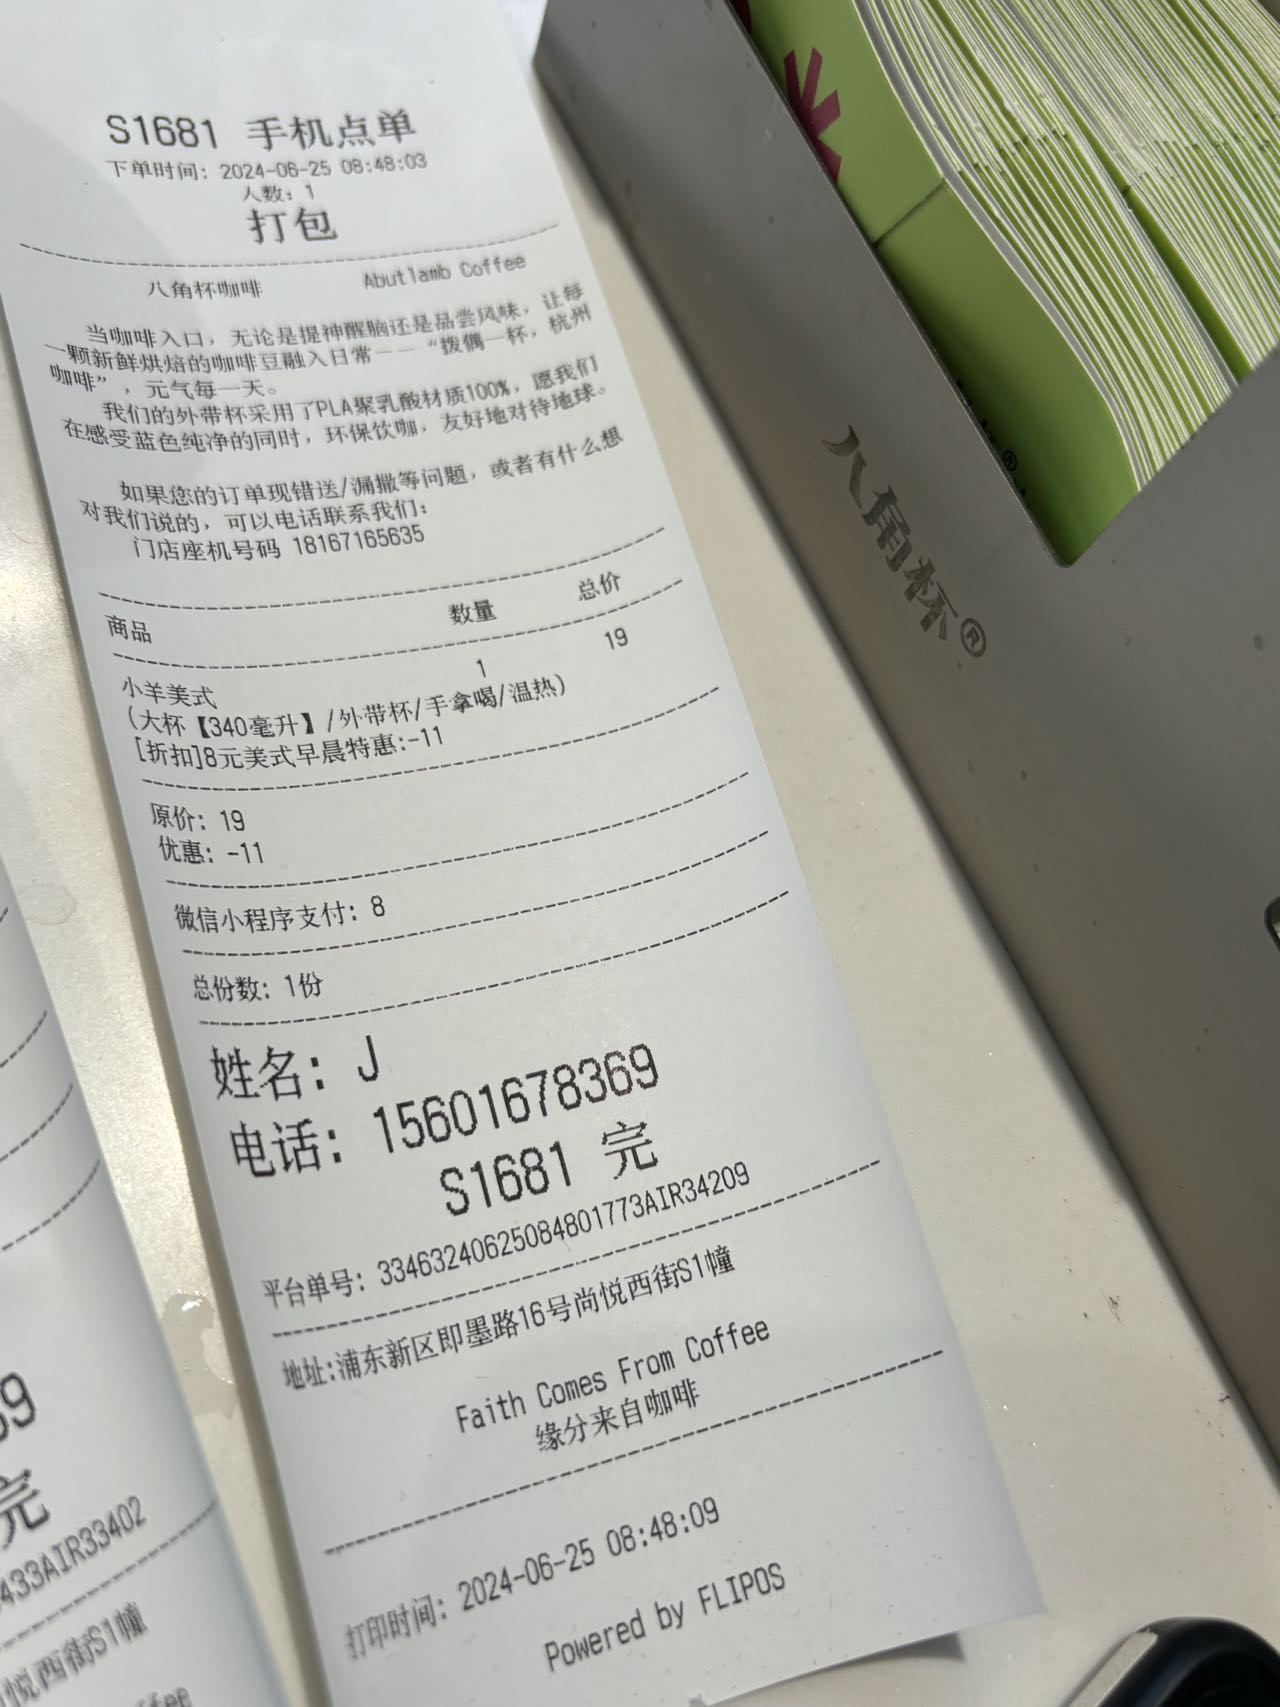 S1681 手机点单
下单时间: 2024-06-25 08:48:03
人数: 1
打包
八角杯咖啡 Abutlamb Coffee
当咖啡入口，无论是提神醒脑还是品尝风味，让每
一颗新鲜烘焙的咖啡豆融入日常——“拨偶一杯，杭州
咖啡”，元气每一天。
我们的外带杯采用了PLA聚乳酸材质100%，愿我们
在感受蓝色纯净的同时，环保饮咖，友好地对待地球。
如果您的订单现错送/漏撒等问题，或者有什么想
对我们说的，可以电话联系我们:
门店座机号码 18167165635
商品 数量 总价
小羊美式 1 19
(大杯【340毫升】/外带杯/手拿喝/温热)
[折扣]8元美式早晨特惠:-11
原价: 19
优惠: -11
微信小程序支付: 8
总份数: 1份
姓名: J
电话: 15601678369
S1681 完
平台单号: 33463240625084801773AIR34209
地址:浦东新区即墨路16号尚悦西街S1幢
Faith Comes From Coffee
缘分来自咖啡
打印时间: 2024-06-25 08:48:09
Powered by FLIPOS
八角杯®
69
完
433AIR33402
悦西街S1幢
ffee